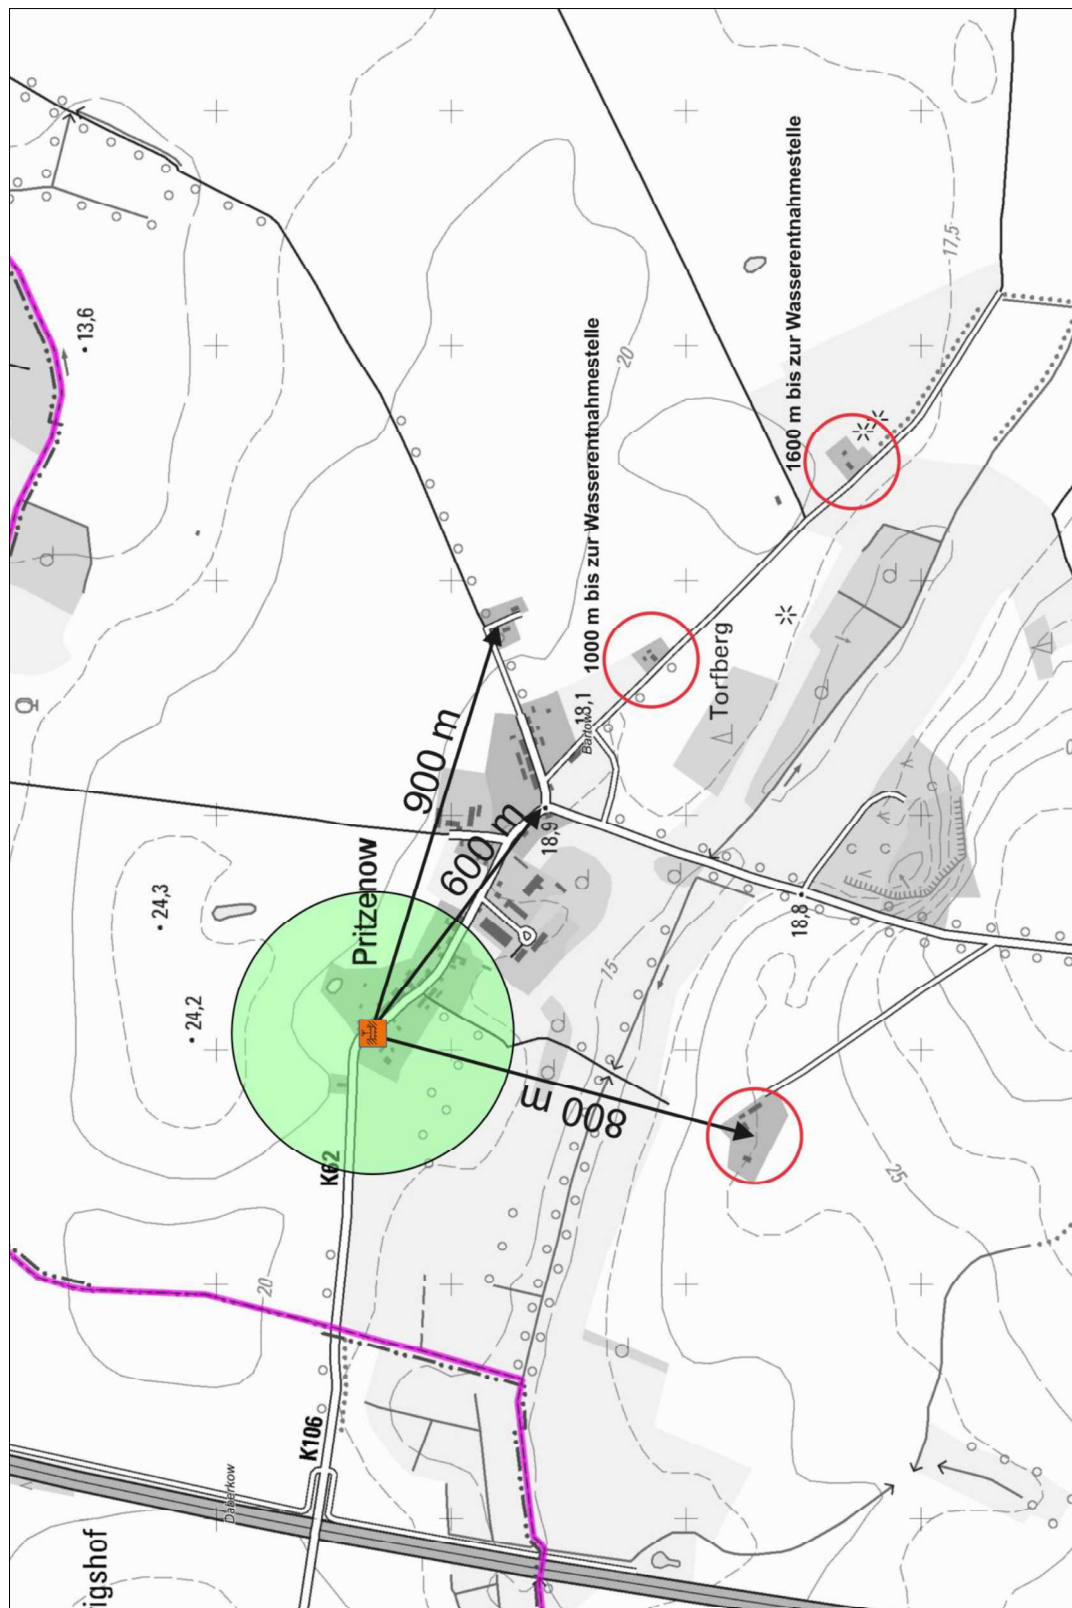 13,6
17,5
20
1600 m bis zur Wasserentnahmestelle
1000 m bis zur Wasserentnahmestelle
Torfberg
18,1
Bartow
900 m
600 m
18,9
Pritzenow
24,3
24,2
18,8
15
800 m
K62
25
20
K106
Daberkow
igshof